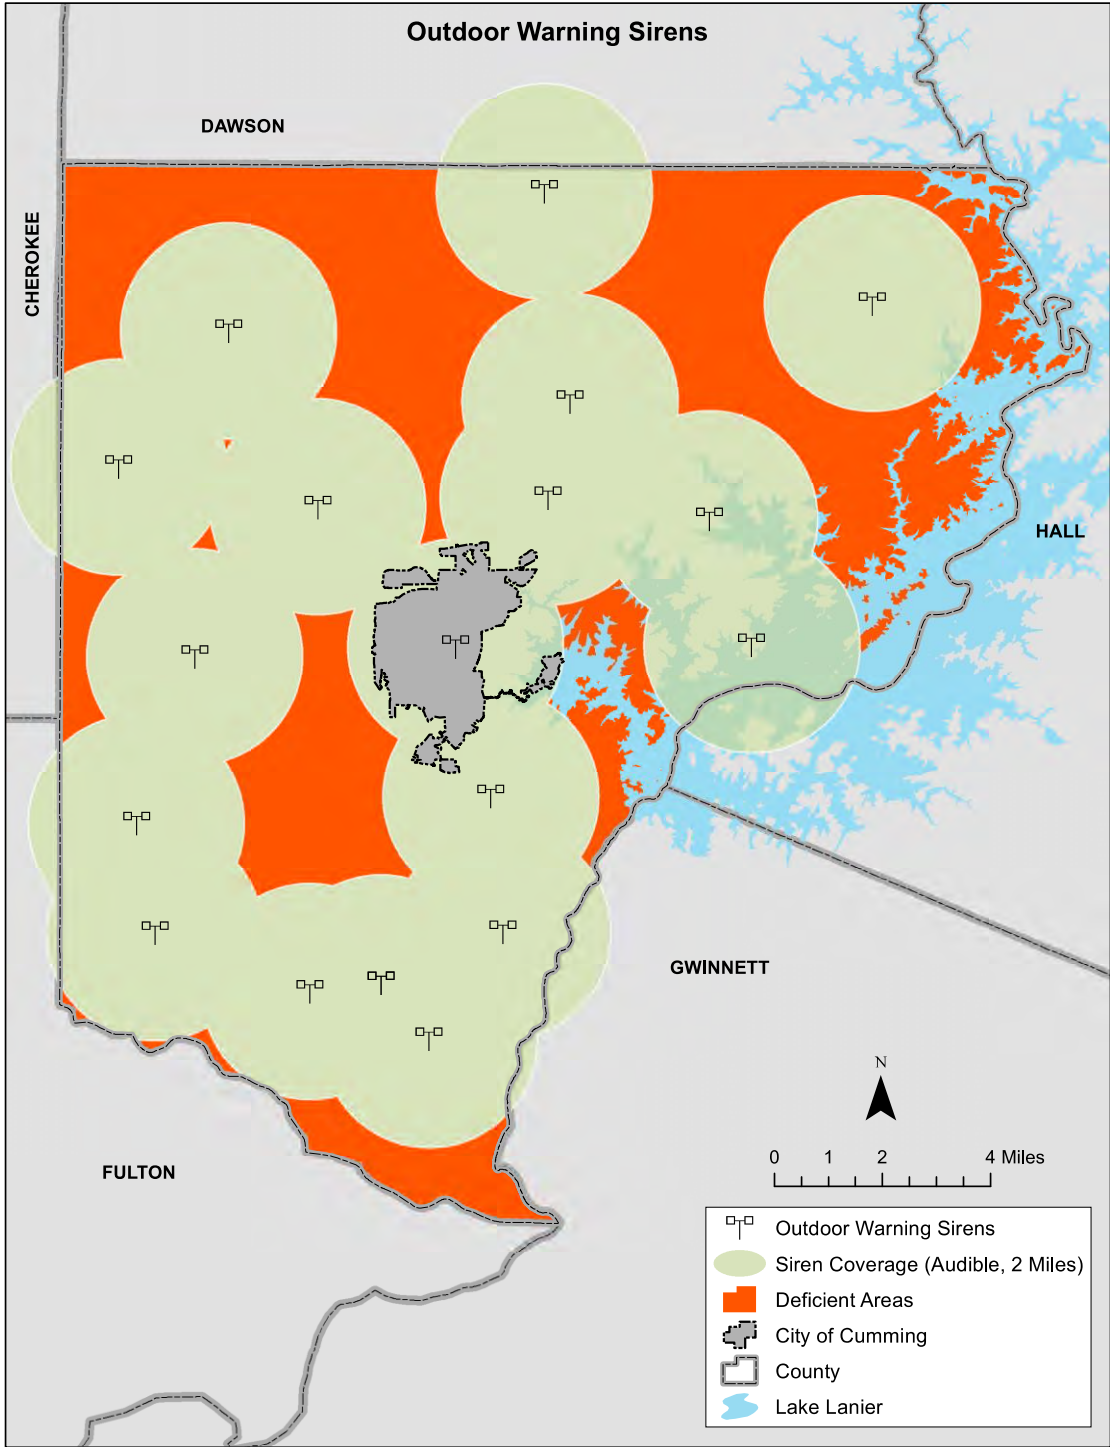 Outdoor Warning Sirens
DAWSON
CHEROKEE
HALL
GWINNETT
FULTON
N
0 1 2 4 Miles
Outdoor Warning Sirens
Siren Coverage (Audible, 2 Miles)
Deficient Areas
City of Cumming
County
Lake Lanier